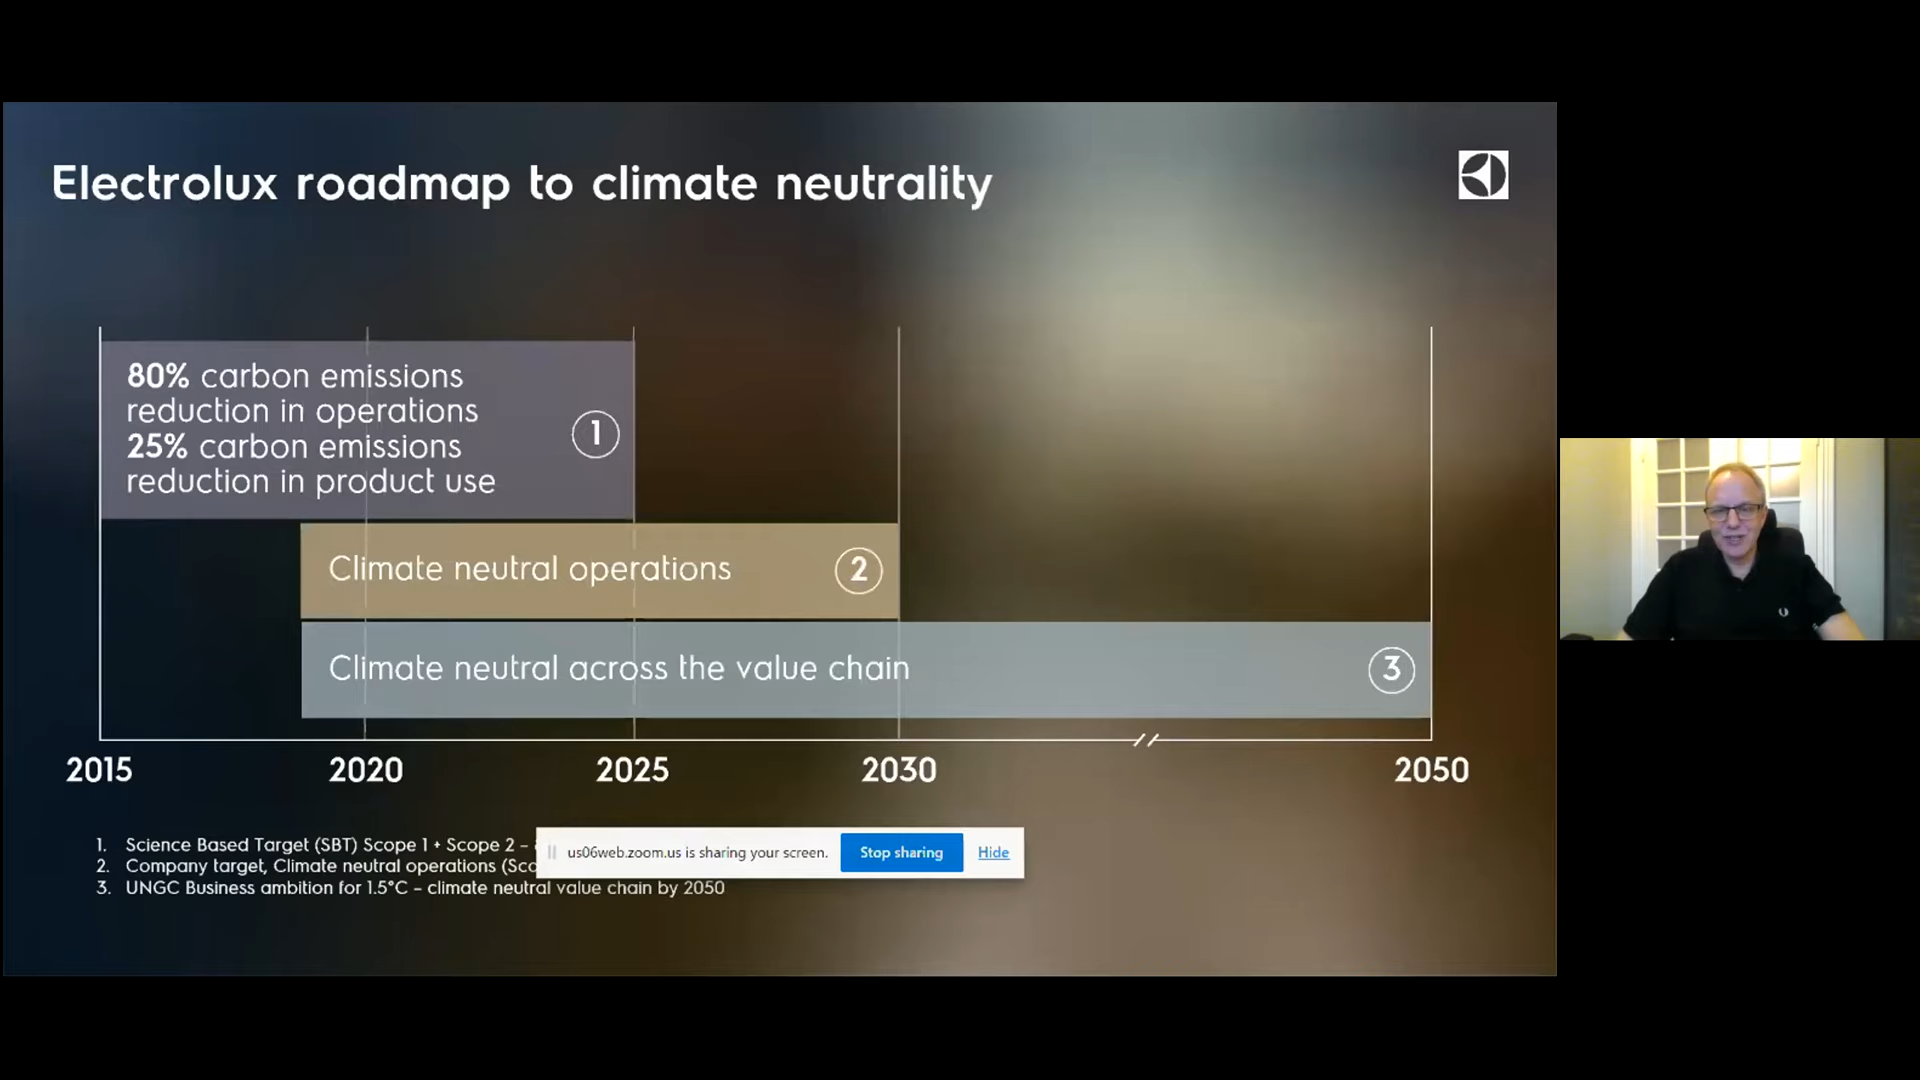 Electrolux roadmap to climate neutrality
80% carbon emissions
reduction in operations
25% carbon emissions
reduction in product use
1
Climate neutral operations
2
Climate neutral across the value chain
3
2015 2020 2025 2030 2050
1. Science Based Target (SBT) Scope 1 + Scope 2 –
2. Company target, Climate neutral operations
3. UNGC Business ambition for 1.5°C – climate neutral value chain by 2050
us06web.zoom.us is sharing your screen. Stop sharing Hide